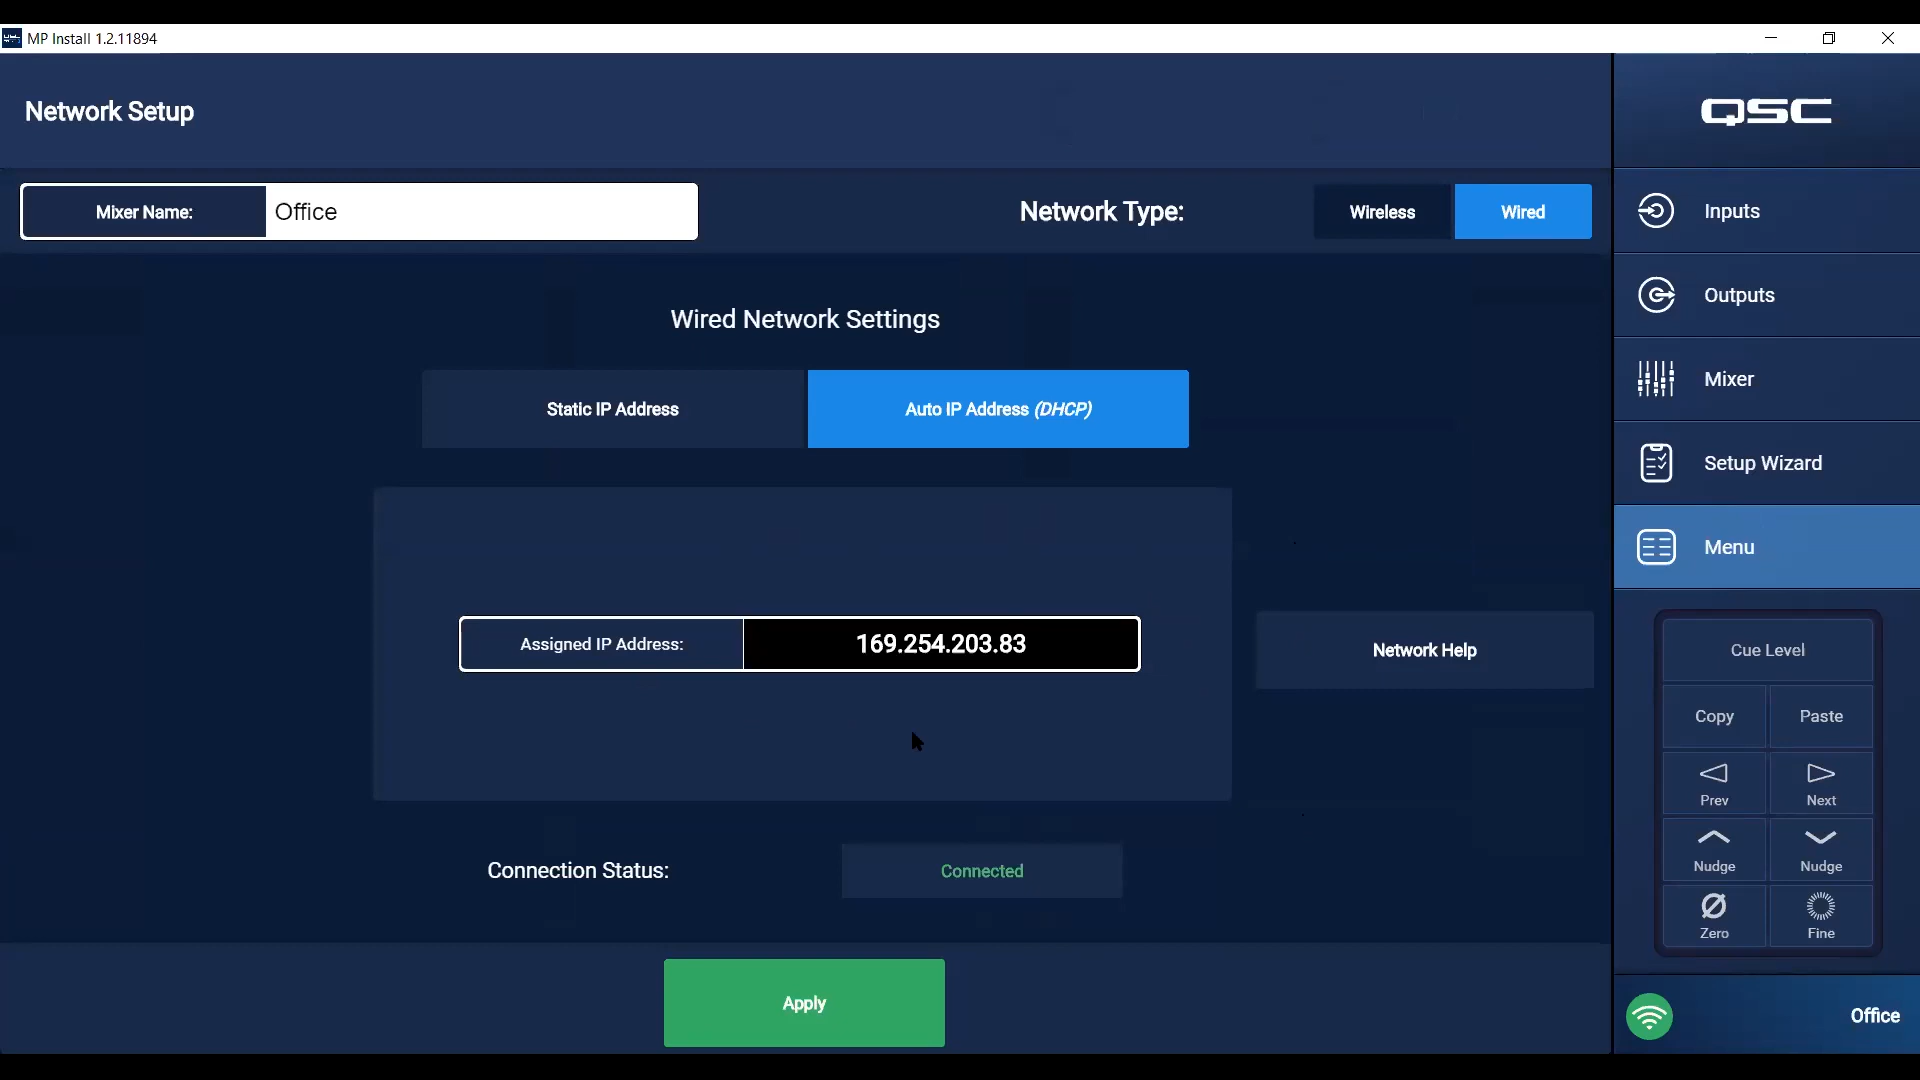 MP Install 1.2.11894
Network Setup
QSC
Mixer Name:
Office
Network Type:
Wireless
Wired
Inputs
Wired Network Settings
Outputs
Static IP Address
Auto IP Address (DHCP)
Mixer
Setup Wizard
Menu
Assigned IP Address:
169.254.203.83
Network Help
Cue Level
Copy
Paste
Prev
Next
Connection Status:
Connected
Nudge
Nudge
Zero
Fine
Apply
Office